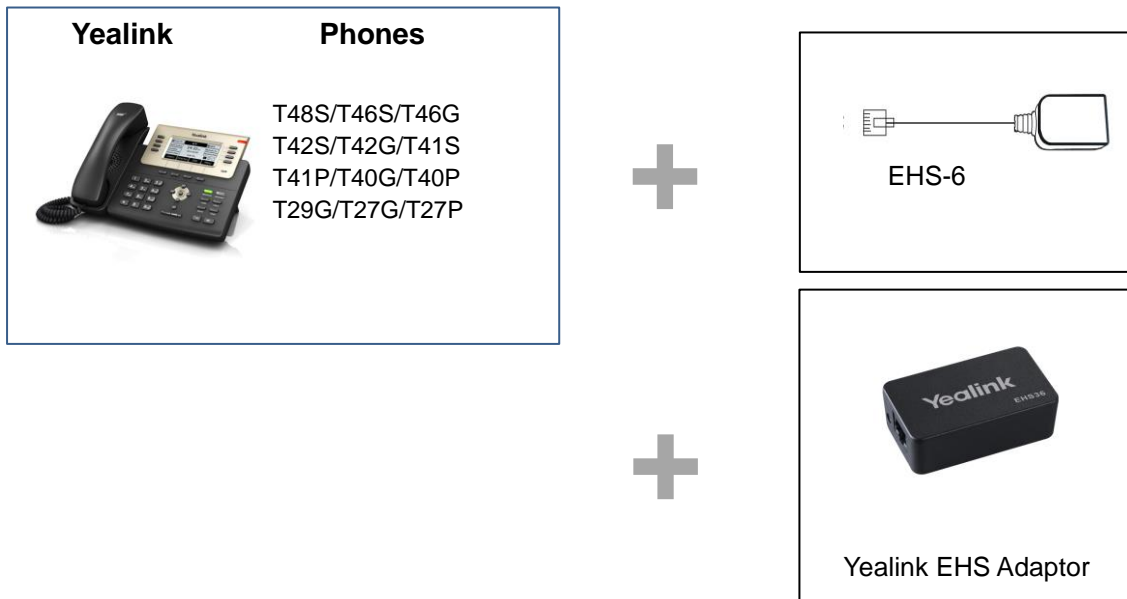 Yealink Phones
T48S/T46S/T46G
T42S/T42G/T41S
T41P/T40G/T40P
T29G/T27G/T27P
EHS-6
Yealink
EHS36
Yealink EHS Adaptor